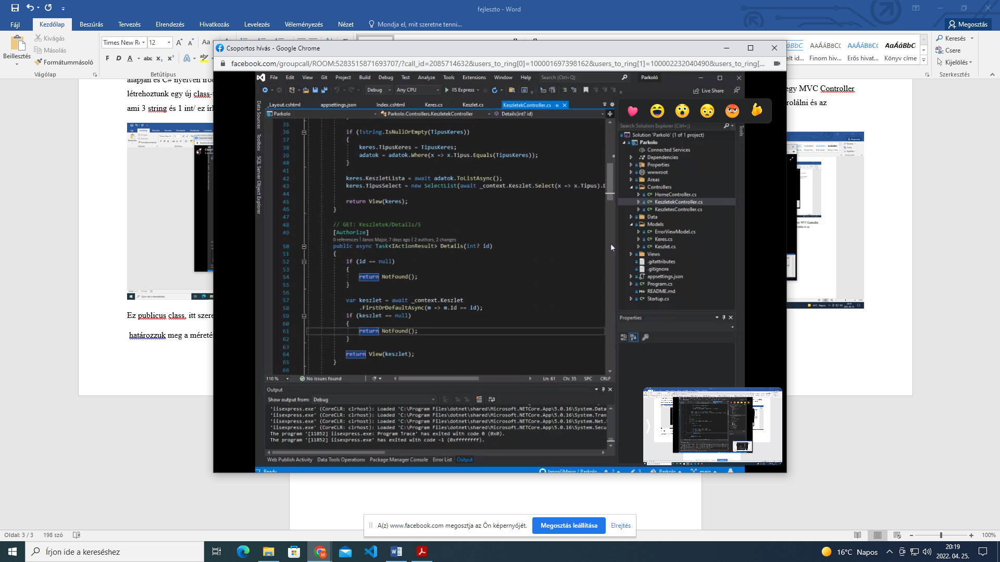 fejleszto - Word
Fájl Kezdőlap Beszúrás Tervezés Elrendezés Hivatkozás Levelezés Véleményezés Nézet Mondja el, mit szeretne tenni... Megosztás
Beillesztés
Kivágás
Másolás
Formátummásoló
Vágólap
Times New R 12
Betűtípus
AaÁáBbCc AaÁáBbCc AaÁáBbCc
Finom hiv... Erős hivat... Könyv címe
Keresés
Csere
Kijelölés
Szerkesztés
létrehoztunk egy új class-
ami 3 string és 1 int/ ez
egy MVC Controller
rolálni és az
Ez publicus class, itt szere
határozzuk meg a méreté
Csoportos hívás - Google Chrome
facebook.com/groupcall/ROOM:5283515871693707/?call_id=2085714632&users_to_ring[0]=100001697398162&users_to_ring[1]=100002232040490&users_to_ring[...
File Edit View Git Project Build Debug Test Analyze Tools Extensions Window Help Search (Ctrl+Q) Parkoló
Debug Any CPU IIS Express Live Share
_Layout.cshtml appsettings.json Index.cshtml Keres.cs Keszlet.cs KeszletekController.cs
Parkolo Parkolo.Controllers.KeszletekController Details(int? id)
Data Sources
Toolbox
SQL Server Object Explorer
35
36 if (!string.IsNullOrEmpty(TipusKeres))
37 {
38 keres.TipusKeres = TipusKeres;
39 adatok = adatok.Where(x => x.Tipus.Equals(TipusKeres));
40 }
41
42 keres.KeszletLista = await adatok.ToListAsync();
43 keres.TipusSelect = new SelectList(await _context.Keszlet.Select(x => x.Tipus).D
44
45 return View(keres);
46 }
47
48 // GET: Keszletek/Details/5
49 [Authorize]
0 references | Janos Major, 7 days ago | 2 authors, 2 changes
50 public async Task<IActionResult> Details(int? id)
51 {
52 if (id == null)
53 {
54 return NotFound();
55 }
56
57 var keszlet = await _context.Keszlet
58 .FirstOrDefaultAsync(m => m.Id == id);
59 if (keszlet == null)
60 {
61 return NotFound();
62 }
63
64 return View(keszlet);
65 }
66
110 % No issues found Ln: 61 Ch: 35 SPC CRLF
Output
Show output from: Debug
'iisexpress.exe' (CoreCLR: clrhost): Loaded 'C:\Program Files\dotnet\shared\Microsoft.NETCore.App\5.0.16\System.Data
'iisexpress.exe' (CoreCLR: clrhost): Loaded 'C:\Program Files\dotnet\shared\Microsoft.NETCore.App\5.0.16\System.Tran
'iisexpress.exe' (CoreCLR: clrhost): Loaded 'C:\Program Files\dotnet\shared\Microsoft.NETCore.App\5.0.16\System.Net.
'iisexpress.exe' (CoreCLR: clrhost): Loaded 'C:\Program Files\dotnet\shared\Microsoft.NETCore.App\5.0.16\System.Secu
The program '[11852] iisexpress.exe: Program Trace' has exited with code 0 (0x0).
The program '[11852] iisexpress.exe' has exited with code -1 (0xffffffff).
Web Publish Activity Data Tools Operations Package Manager Console Error List Output
Ready JanosGMajor / Parkolo 2 3 Parkolo main
Search Solution Explorer (Ctrl+;)
Solution 'Parkoló' (1 of 1 project)
Parkolo
Connected Services
Dependencies
Properties
wwwroot
Areas
Controllers
HomeController.cs
KeszletekController.cs
KeszletesController.cs
Data
Models
ErrorViewModel.cs
Keres.cs
Keszlet.cs
Views
.gitattributes
.gitignore
appsettings.json
Program.cs
README.md
Startup.cs
Tools
Properties
A(z) www.facebook.com megosztja az Ön képernyőjét. Megosztás leállítása Elrejtés
Oldal: 3 / 3 198 szó 100%
Írjon ide a kereséshez
16°C Napos
20:19
2022. 04. 25.